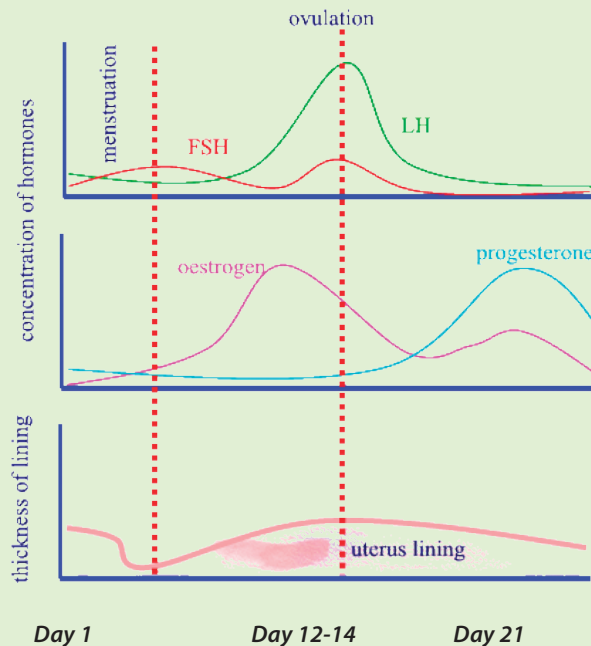 ovulation
concentration of hormones
menstruation
FSH
LH
oestrogen
progesterone
thickness of lining
uterus lining
Day 1 Day 12-14 Day 21